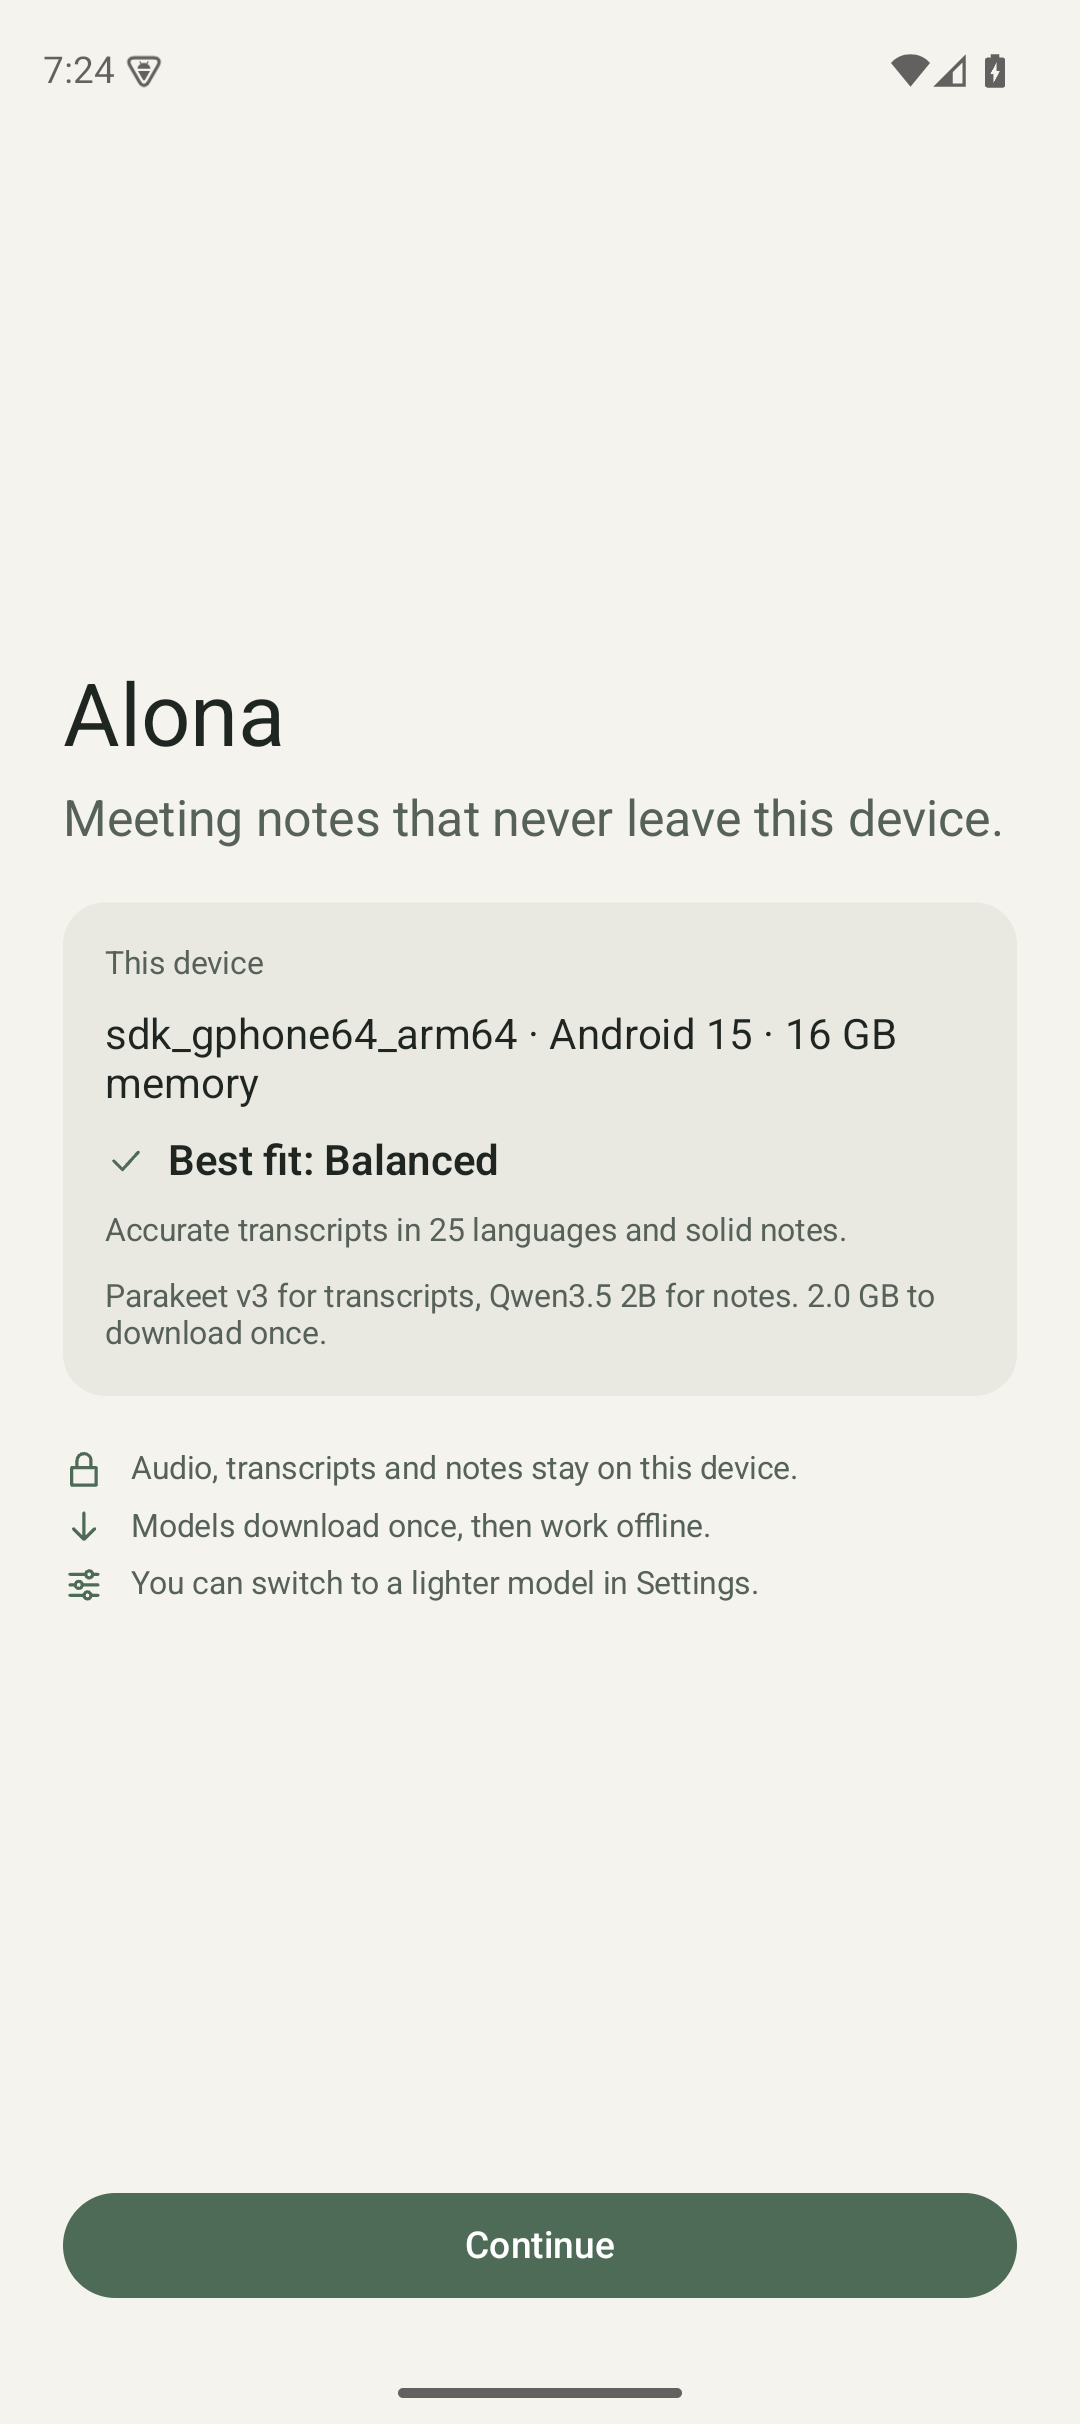 7:24
Alona
Meeting notes that never leave this device.
This device
sdk_gphone64_arm64 · Android 15 · 16 GB
memory
Best fit: Balanced
Accurate transcripts in 25 languages and solid notes.
Parakeet v3 for transcripts, Qwen3.5 2B for notes. 2.0 GB to
download once.
Audio, transcripts and notes stay on this device.
Models download once, then work offline.
You can switch to a lighter model in Settings.
Continue